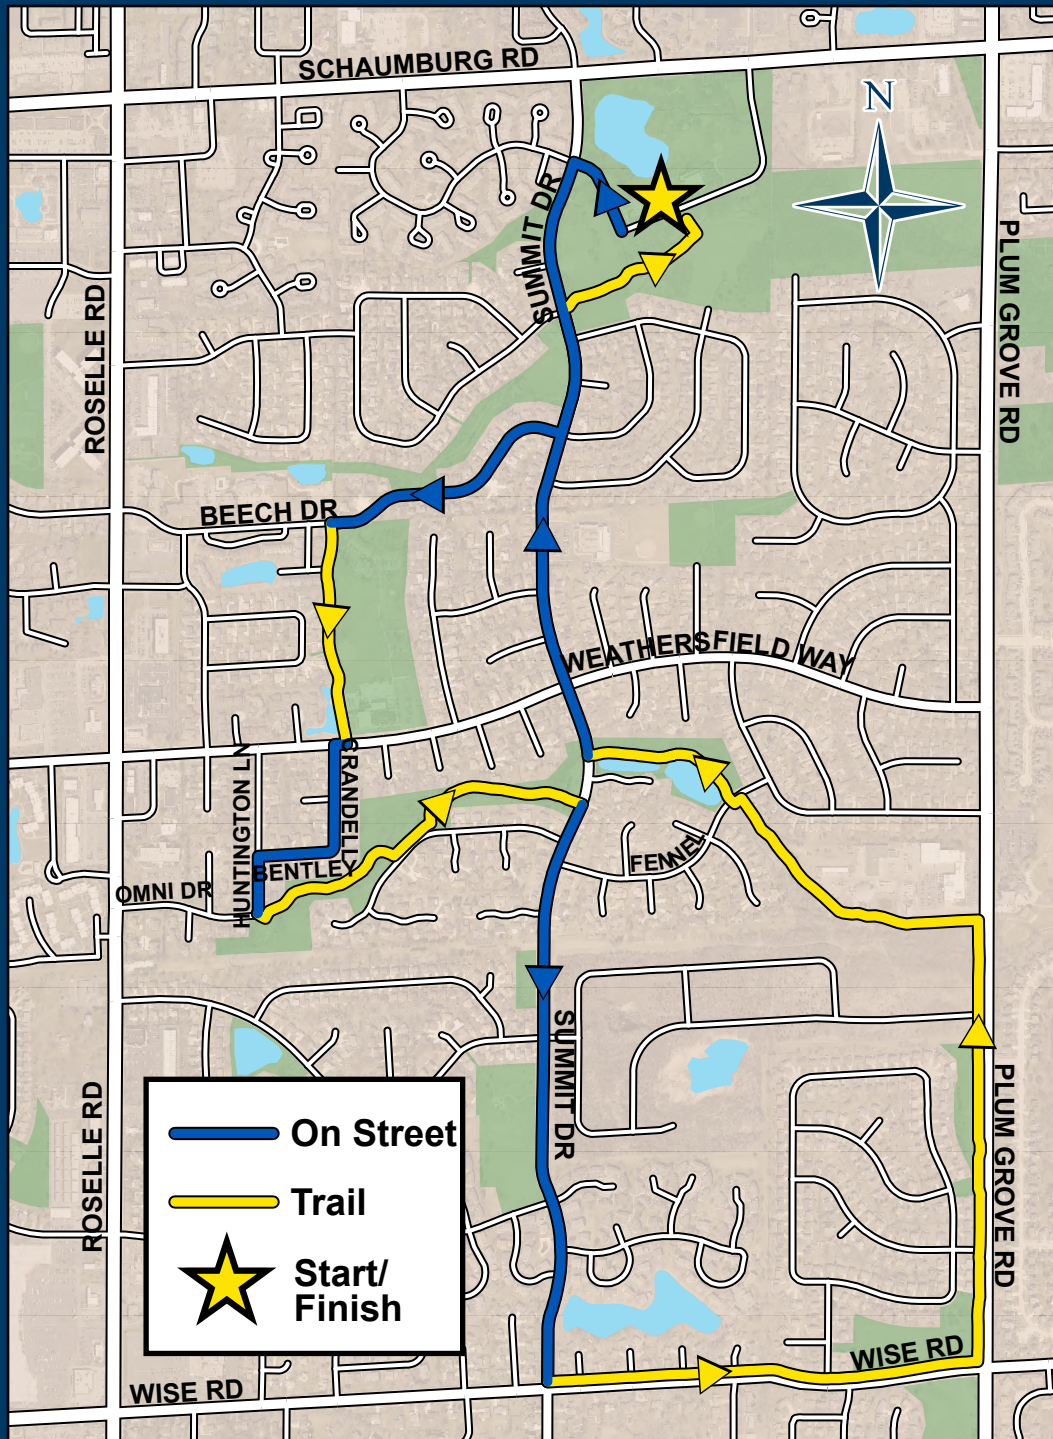 SCHAUMBURG RD
N
SUMMIT DR
PLUM GROVE RD
ROSELLE RD
BEECH DR
WEATHERSFIELD WAY
HUNTINGTON LN
CRANDELL
BENTLEY
FENNEL
OMNI DR
SUMMIT DR
PLUM GROVE RD
ROSELLE RD
On Street
Trail
Start/
Finish
WISE RD
WISE RD